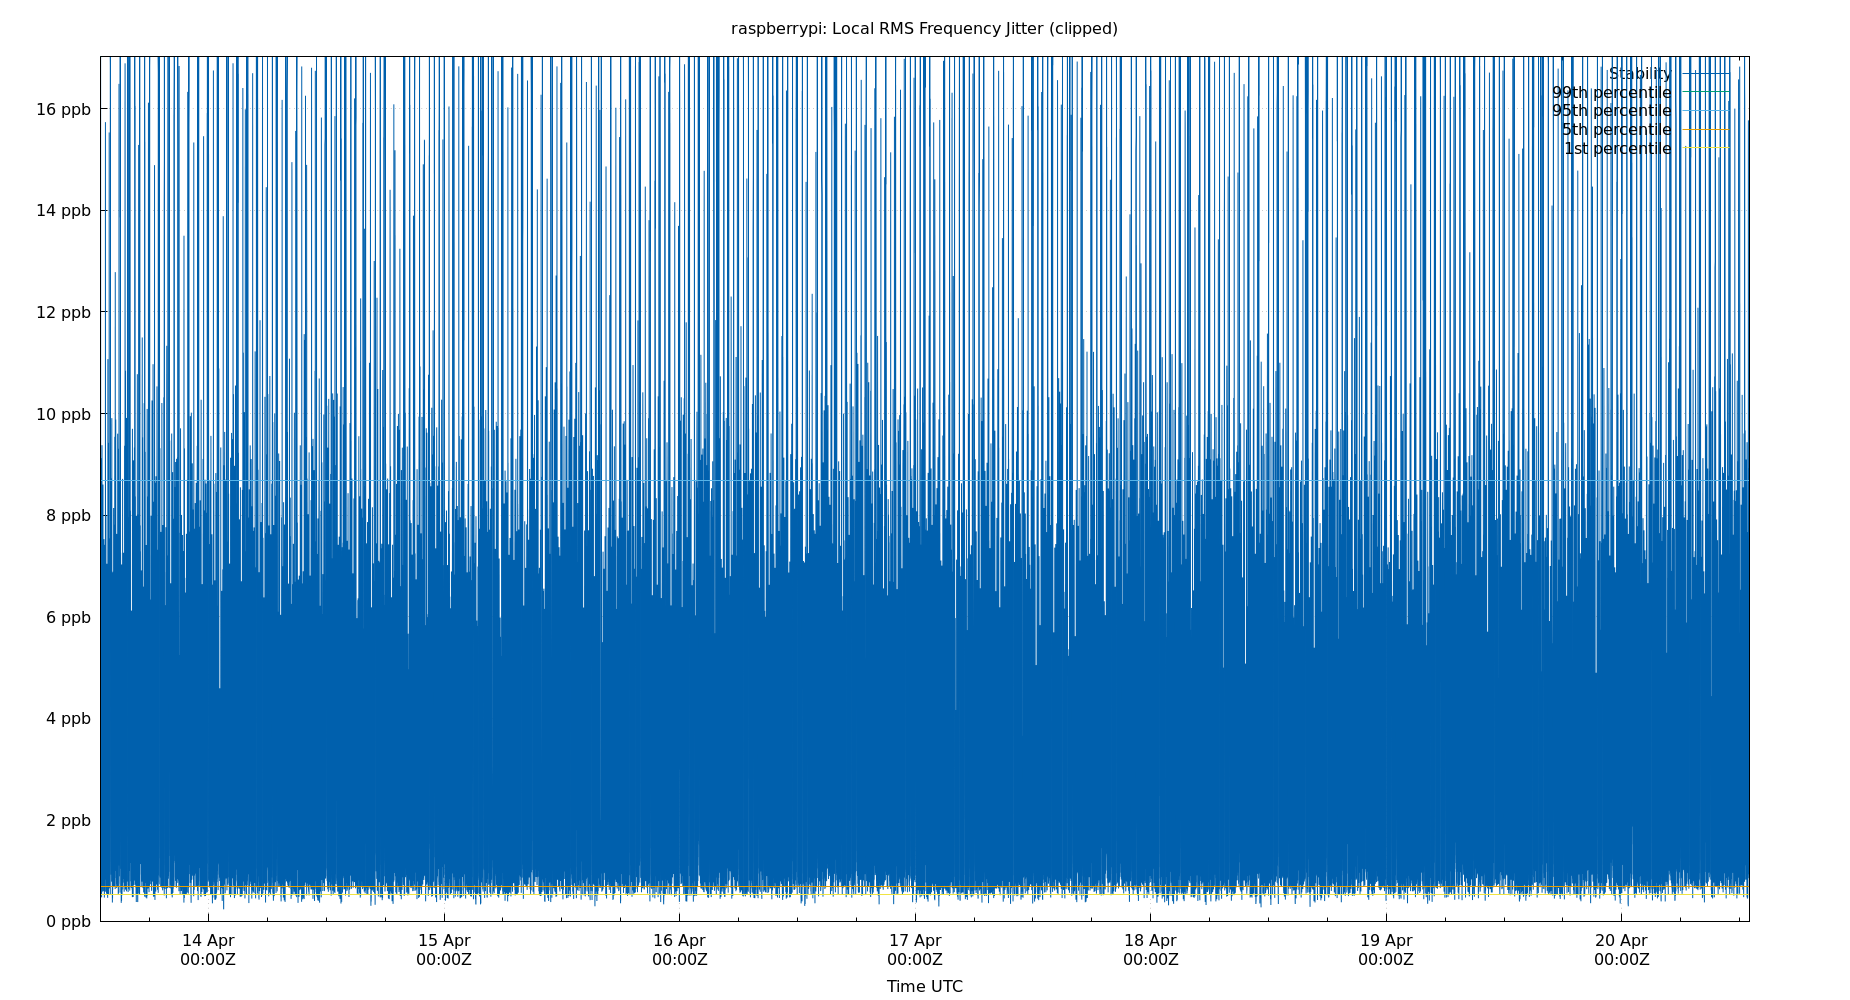 raspberrypi: Local RMS Frequency Jitter (clipped)
Stability
99th percentile
95th percentile
5th percentile
1st percentile
16 ppb
14 ppb
12 ppb
10 ppb
8 ppb
6 ppb
4 ppb
2 ppb
0 ppb
14 Apr 15 Apr 16 Apr 17 Apr 18 Apr 19 Apr 20 Apr
00:00Z 00:00Z 00:00Z 00:00Z 00:00Z 00:00Z 00:00Z
Time UTC